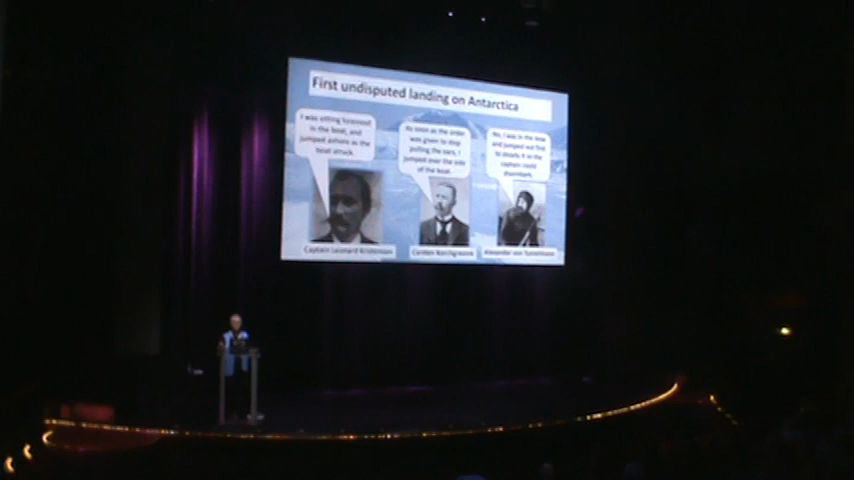 First undisputed landing on Antarctica
I was sitting foremost
in the boat, and
jumped ashore as the
boat struck.
As soon as the order
was given to stop
pulling the oars, I
jumped over the side
of the boat.
No, I was in the bow
and jumped out first
to steady it so the
captain could
disembark.
Captain Leonard Kristensen
Carsten Borchgrevink
Alexander von Tunzelmann